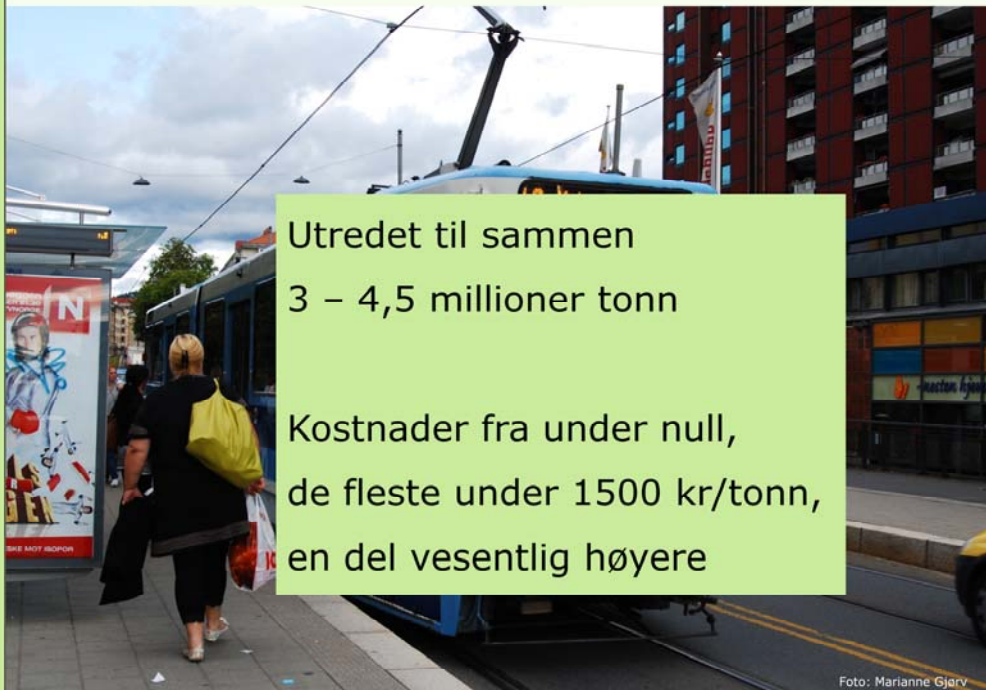 N
Utredet til sammen
3 – 4,5 millioner tonn
Kostnader fra under null,
de fleste under 1500 kr/tonn,
en del vesentlig høyere
Foto: Marianne Gjørv